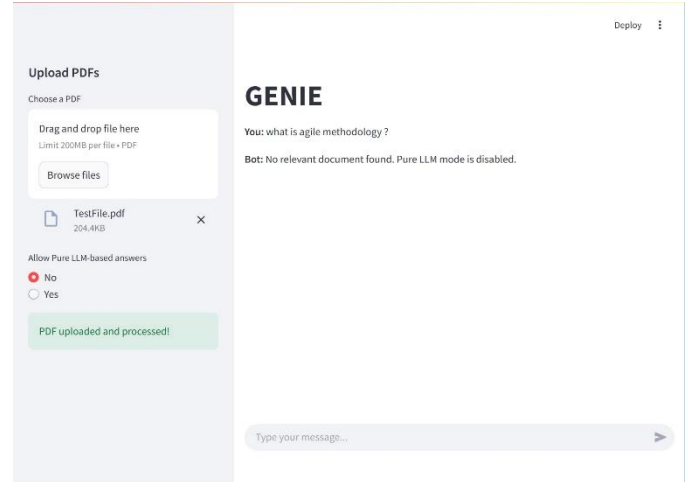 Deploy
Upload PDFs
Choose a PDF
Drag and drop file here
Limit 200MB per file • PDF
Browse files
TestFile.pdf
204.4KB
Allow Pure LLM-based answers
No
Yes
PDF uploaded and processed!
GENIE
You: what is agile methodology ?
Bot: No relevant document found. Pure LLM mode is disabled.
Type your message...